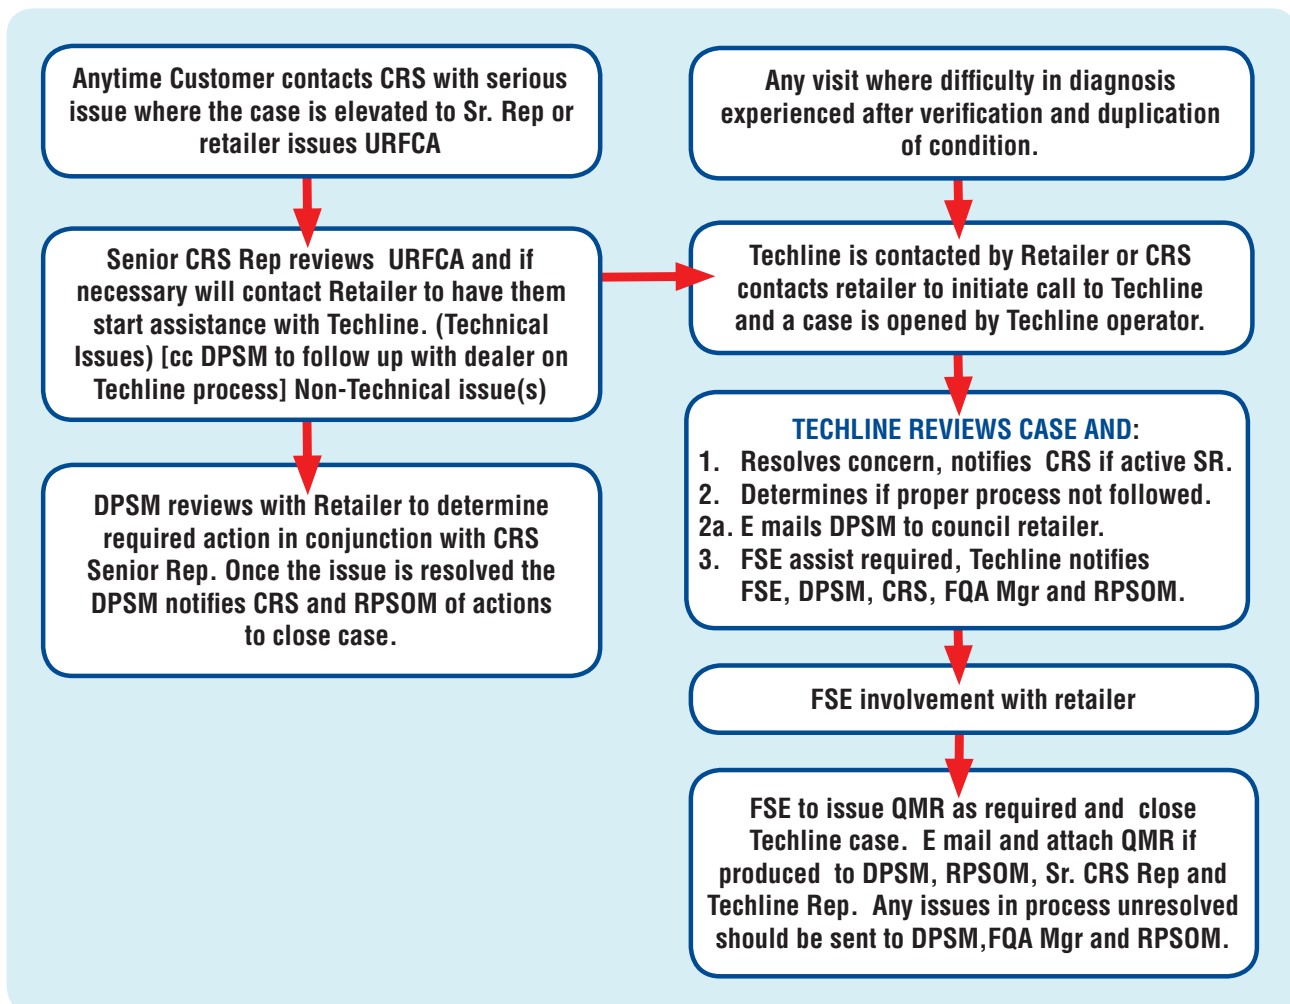 Anytime Customer contacts CRS with serious
issue where the case is elevated to Sr. Rep or
retailer issues URFCA
Senior CRS Rep reviews URFCA and if
necessary will contact Retailer to have them
start assistance with Techline. (Technical
Issues) [cc DPSM to follow up with dealer on
Techline process] Non-Technical issue(s)
DPSM reviews with Retailer to determine
required action in conjunction with CRS
Senior Rep. Once the issue is resolved the
DPSM notifies CRS and RPSOM of actions
to close case.
Any visit where difficulty in diagnosis
experienced after verification and duplication
of condition.
Techline is contacted by Retailer or CRS
contacts retailer to initiate call to Techline
and a case is opened by Techline operator.
TECHLINE REVIEWS CASE AND:
1. Resolves concern, notifies CRS if active SR.
2. Determines if proper process not followed.
2a. E mails DPSM to council retailer.
3. FSE assist required, Techline notifies
FSE, DPSM, CRS, FQA Mgr and RPSOM.
FSE involvement with retailer
FSE to issue QMR as required and close
Techline case. E mail and attach QMR if
produced to DPSM, RPSOM, Sr. CRS Rep and
Techline Rep. Any issues in process unresolved
should be sent to DPSM,FQA Mgr and RPSOM.